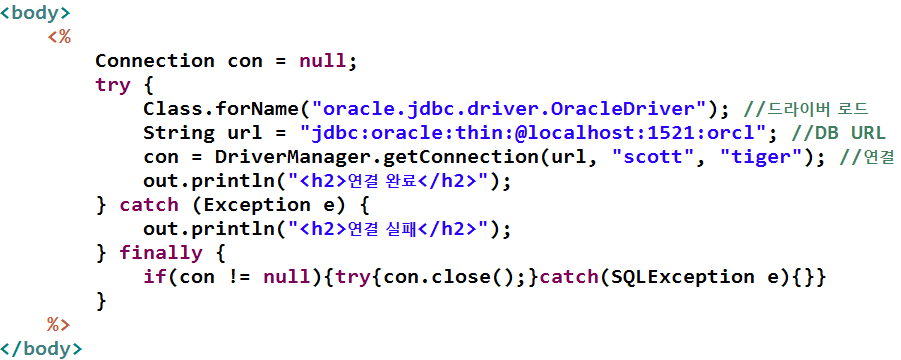 <body>
<%
Connection con = null;
try {
Class.forName("oracle.jdbc.driver.OracleDriver"); //드라이버 로드
String url = "jdbc:oracle:thin:@localhost:1521:orcl"; //DB URL
con = DriverManager.getConnection(url, "scott", "tiger"); //연결
out.println("<h2>연결 완료</h2>");
} catch (Exception e) {
out.println("<h2>연결 실패</h2>");
} finally {
if(con != null){try{con.close();}catch(SQLException e){}}
}
%>
</body>